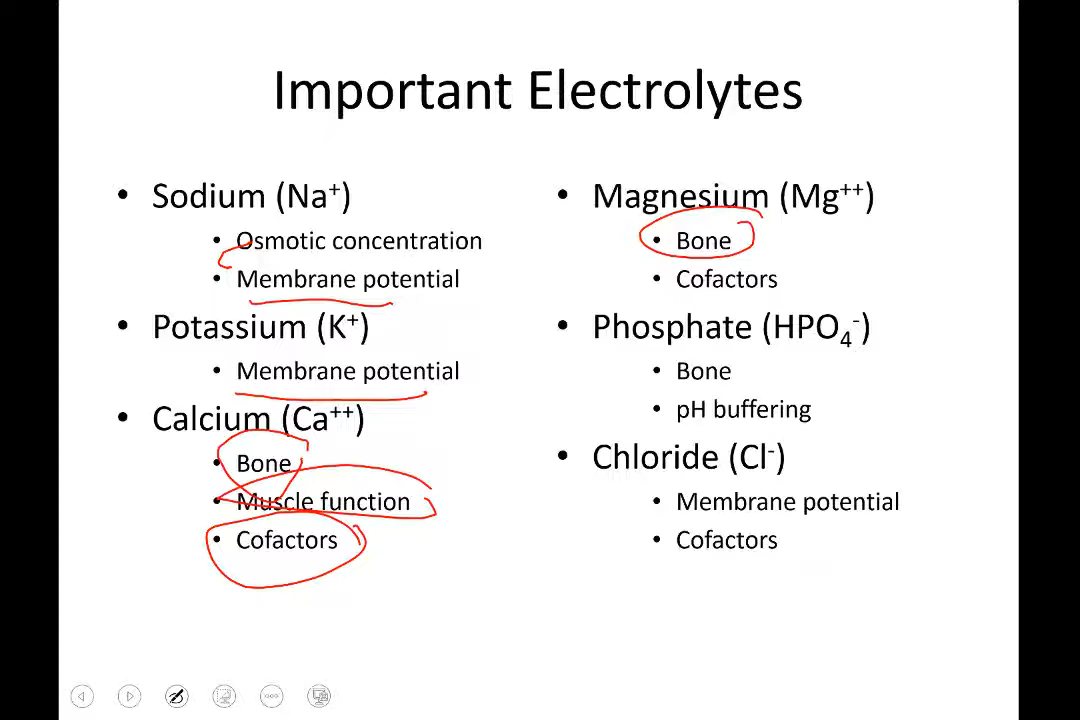 Important Electrolytes
• Sodium (Na⁺)
• Osmotic concentration
• Membrane potential
• Potassium (K⁺)
• Membrane potential
• Calcium (Ca⁺⁺)
• Bone
• Muscle function
• Cofactors
• Magnesium (Mg⁺⁺)
• Bone
• Cofactors
• Phosphate (HPO₄⁻)
• Bone
• pH buffering
• Chloride (Cl⁻)
• Membrane potential
• Cofactors